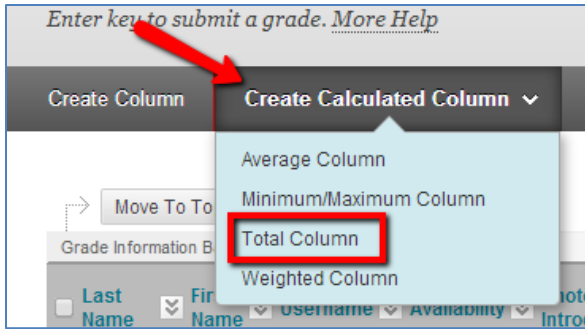 Enter key to submit a grade. More Help
Create Column Create Calculated Column
Average Column
Minimum/Maximum Column
Move To To
Total Column
Grade Information B
Weighted Column
Last Name
Name Username Availability